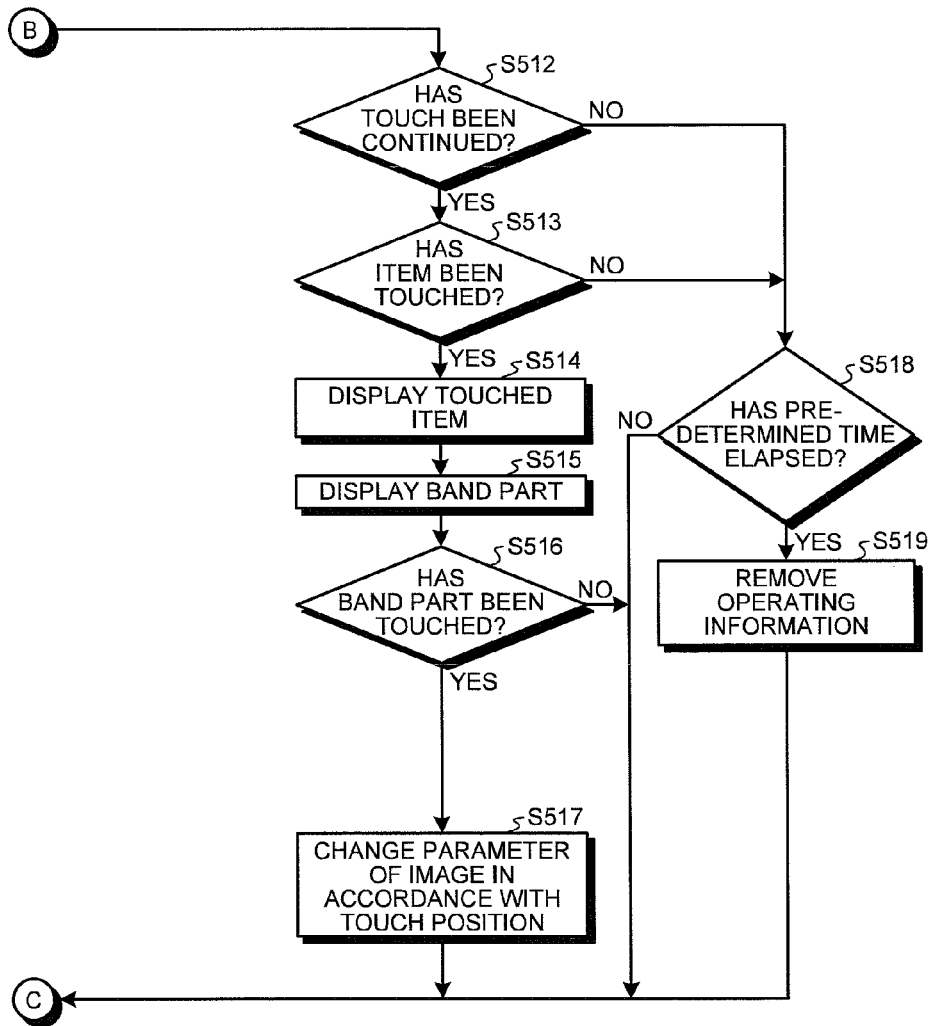 B
S512
HAS
TOUCH BEEN
CONTINUED?
NO
YES
S513
HAS
ITEM BEEN
TOUCHED?
NO
YES
S514
DISPLAY TOUCHED
ITEM
S515
DISPLAY BAND PART
S516
HAS
BAND PART BEEN
TOUCHED?
NO
YES
S517
CHANGE PARAMETER
OF IMAGE IN
ACCORDANCE WITH
TOUCH POSITION
S518
HAS PRE-
DETERMINED TIME
ELAPSED?
NO
YES
S519
REMOVE
OPERATING
INFORMATION
C